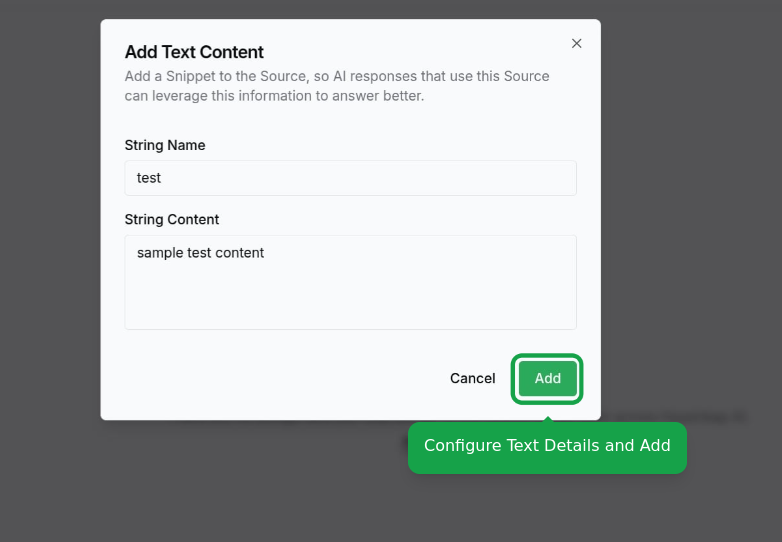 Add Text Content
Add a Snippet to the Source, so AI responses that use this Source
can leverage this information to answer better.
String Name
test
String Content
sample test content
Cancel
Add
Configure Text Details and Add